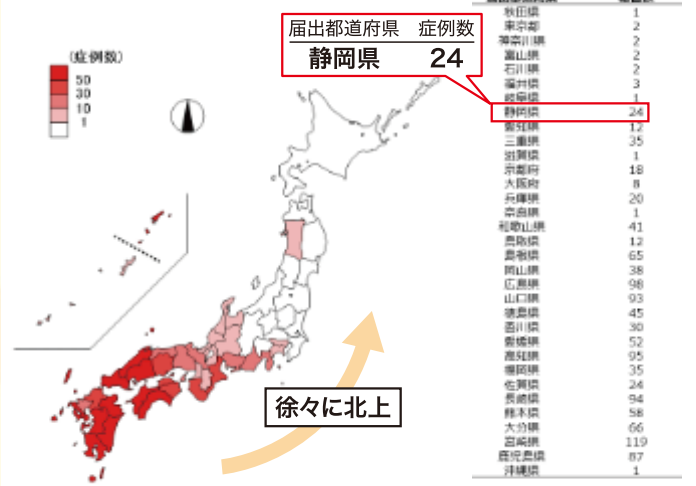 届出都道府県 症例数
静岡県 24
(症例数)
50
30
10
1
徐々に北上
秋田県 1
東京都 2
神奈川県 2
富山県 2
石川県 2
福井県 3
岐阜県 1
静岡県 24
愛知県 12
三重県 35
滋賀県 1
京都府 18
大阪府 8
兵庫県 20
奈良県 1
和歌山県 41
鳥取県 12
島根県 65
岡山県 38
広島県 98
山口県 93
徳島県 45
香川県 30
愛媛県 52
高知県 95
福岡県 35
佐賀県 24
長崎県 94
熊本県 58
大分県 66
宮崎県 119
鹿児島県 87
沖縄県 1